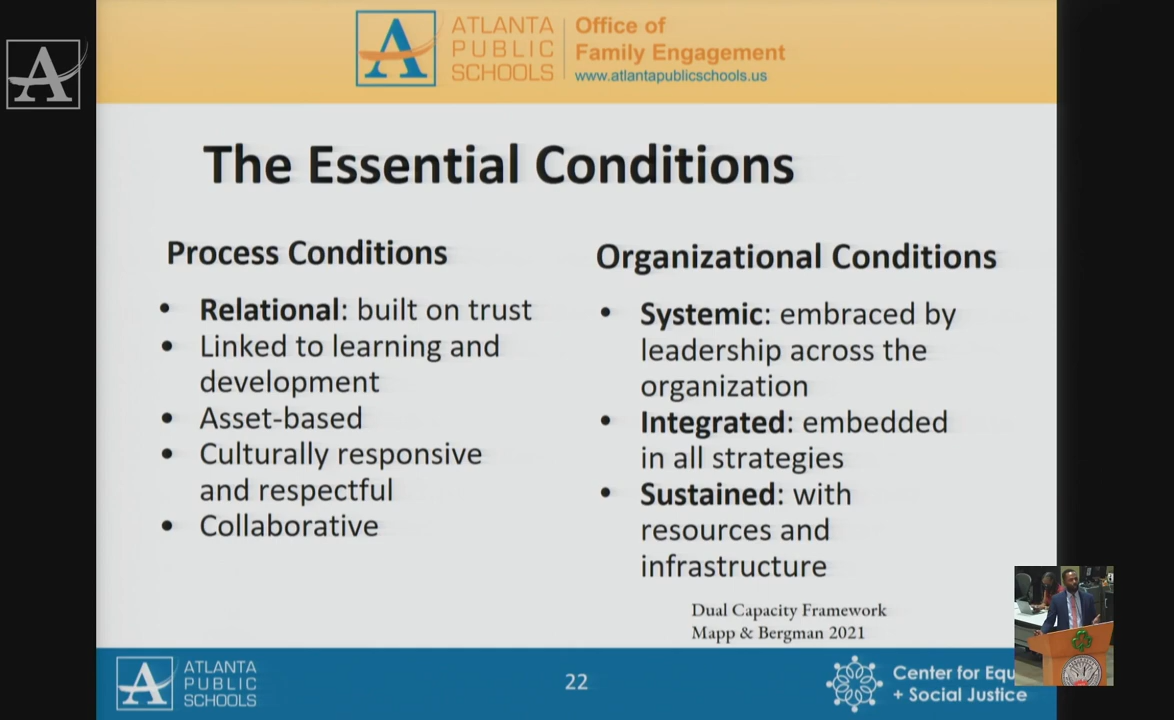 ATLANTA
PUBLIC
SCHOOLS
Office of
Family Engagement
www.atlantapublicschools.us
The Essential Conditions
Process Conditions
• Relational: built on trust
• Linked to learning and
development
• Asset-based
• Culturally responsive
and respectful
• Collaborative
Organizational Conditions
• Systemic: embraced by
leadership across the
organization
• Integrated: embedded
in all strategies
• Sustained: with
resources and
infrastructure
Dual Capacity Framework
Mapp & Bergman 2021
ATLANTA
PUBLIC
SCHOOLS
22
Center for Equ
+ Social Justice